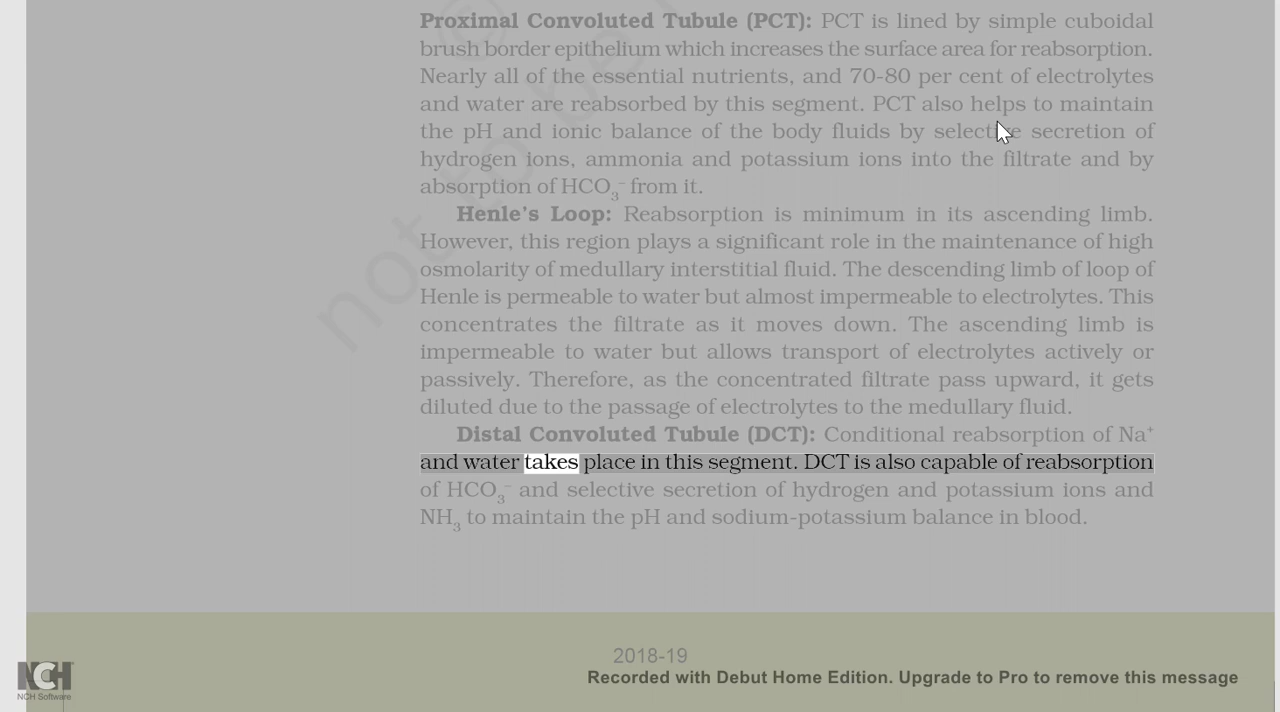 Proximal Convoluted Tubule (PCT): PCT is lined by simple cuboidal
brush border epithelium which increases the surface area for reabsorption.
Nearly all of the essential nutrients, and 70-80 per cent of electrolytes
and water are reabsorbed by this segment. PCT also helps to maintain
the pH and ionic balance of the body fluids by selective secretion of
hydrogen ions, ammonia and potassium ions into the filtrate and by
absorption of HCO₃⁻ from it.
Henle's Loop: Reabsorption is minimum in its ascending limb.
However, this region plays a significant role in the maintenance of high
osmolarity of medullary interstitial fluid. The descending limb of loop of
Henle is permeable to water but almost impermeable to electrolytes. This
concentrates the filtrate as it moves down. The ascending limb is
impermeable to water but allows transport of electrolytes actively or
passively. Therefore, as the concentrated filtrate pass upward, it gets
diluted due to the passage of electrolytes to the medullary fluid.
Distal Convoluted Tubule (DCT): Conditional reabsorption of Na⁺
and water takes place in this segment. DCT is also capable of reabsorption
of HCO₃⁻ and selective secretion of hydrogen and potassium ions and
NH₃ to maintain the pH and sodium-potassium balance in blood.
©
not to be
2018-19
Recorded with Debut Home Edition. Upgrade to Pro to remove this message
NCH
NCH Software